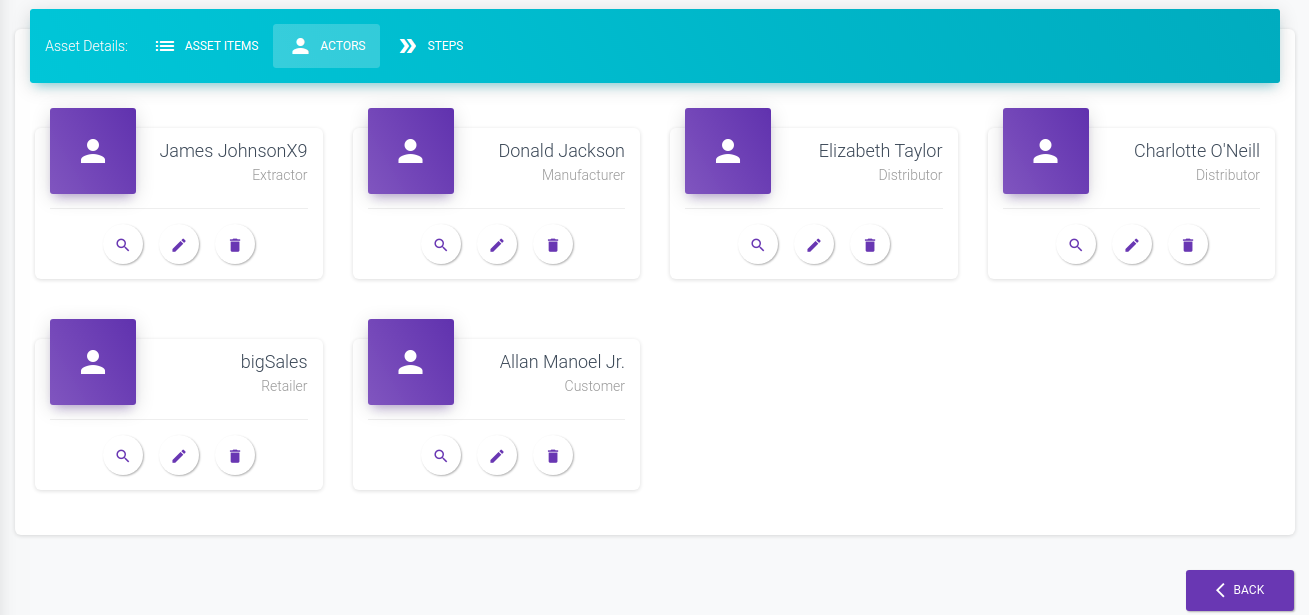 Asset Details: ASSET ITEMS ACTORS STEPS
James JohnsonX9
Extractor
Donald Jackson
Manufacturer
Elizabeth Taylor
Distributor
Charlotte O'Neill
Distributor
bigSales
Retailer
Allan Manoel Jr.
Customer
BACK